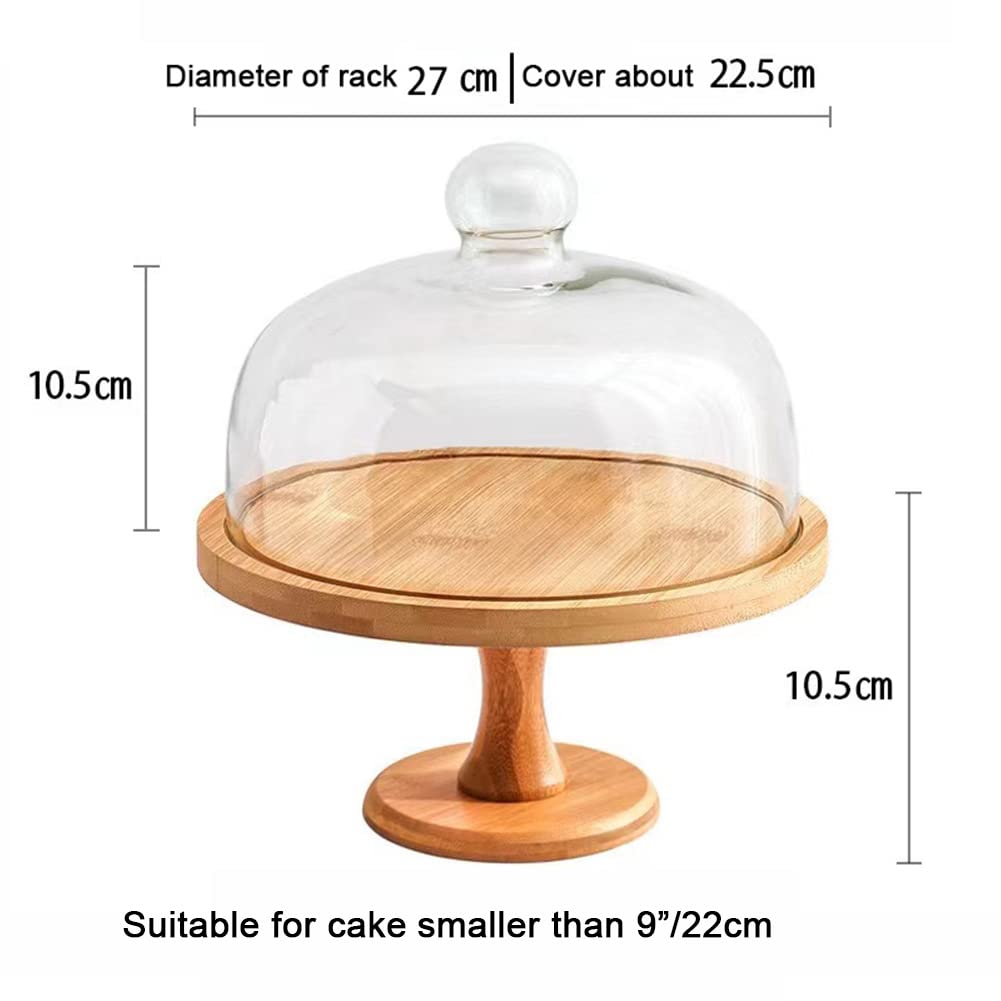 Diameter of rack 27 cm | Cover about 22.5cm
10.5cm
10.5cm
Suitable for cake smaller than 9”/22cm